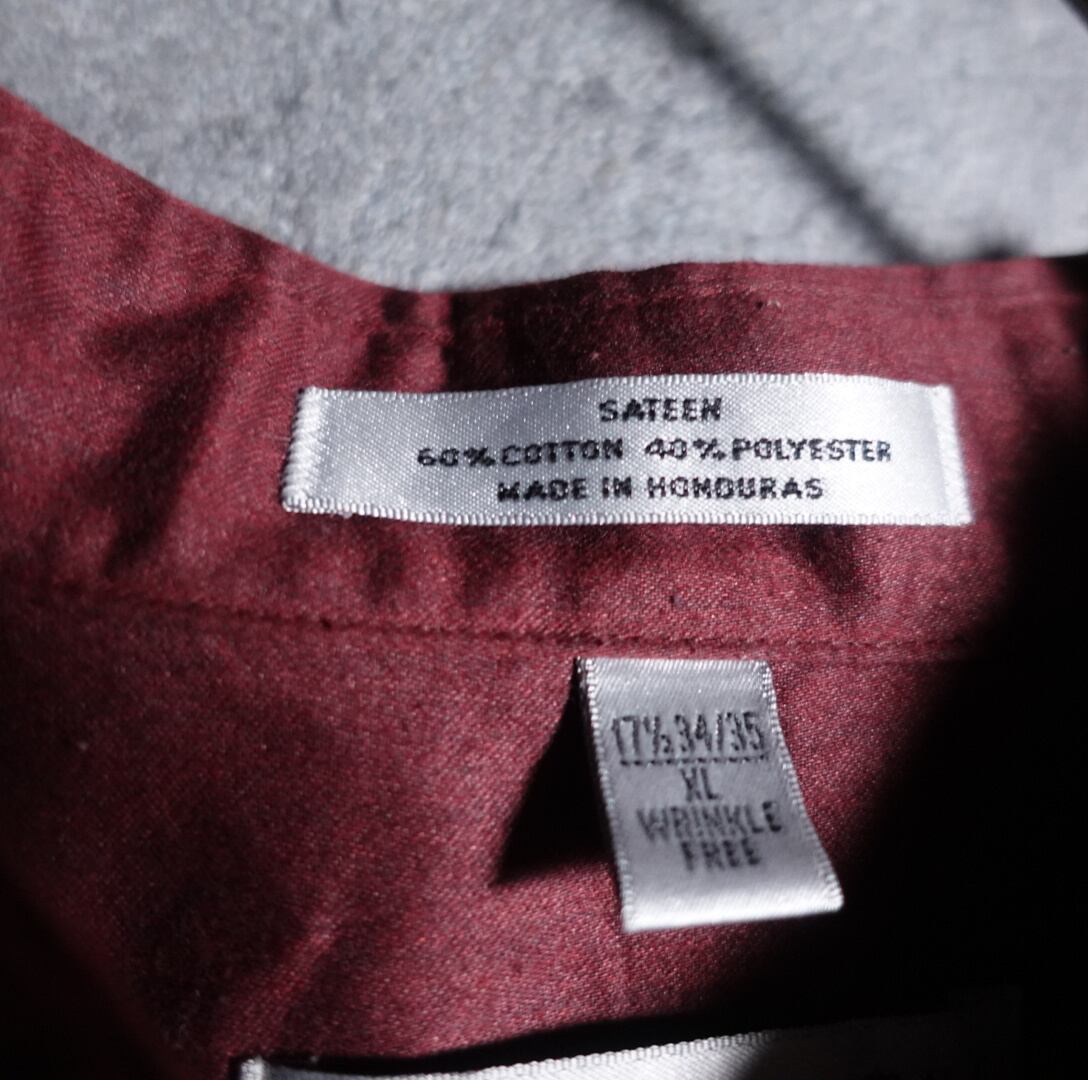 SATEEN
60% COTTON 40% POLYESTER
MADE IN HONDURAS
17½ 34/35
XL
WRINKLE
FREE